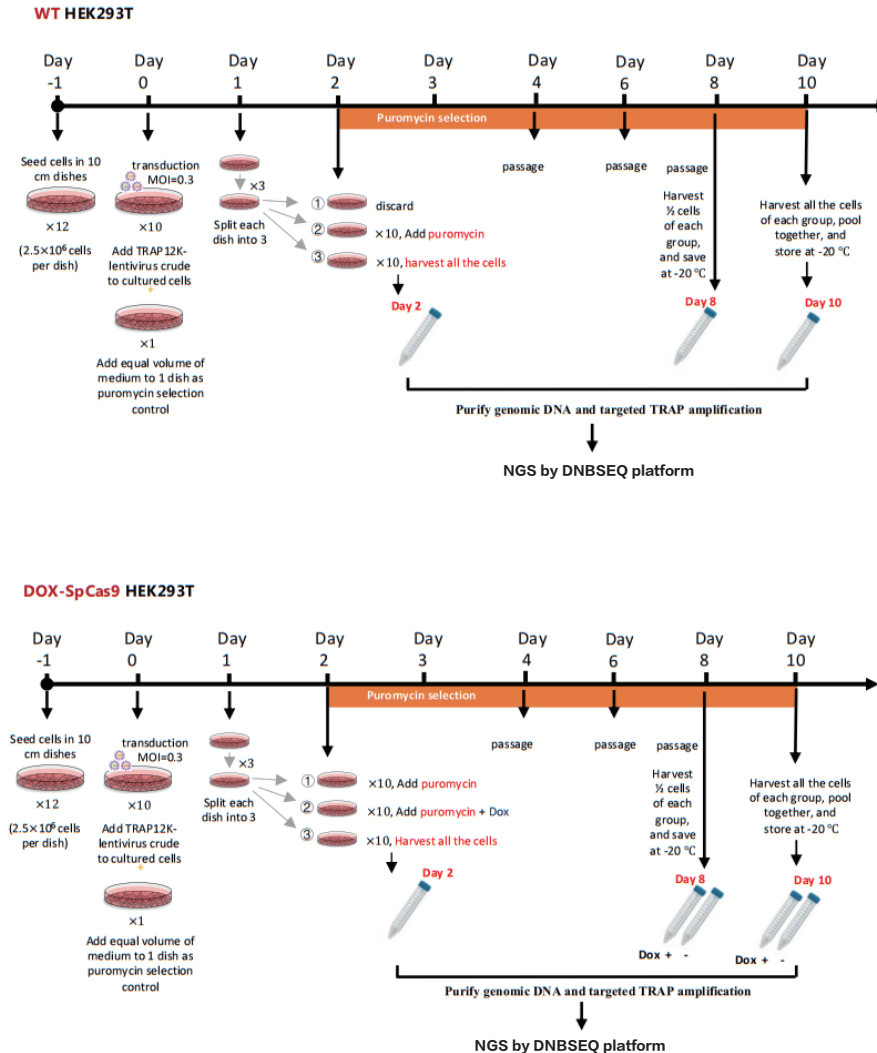 WT HEK293T
Day Day Day Day Day Day Day Day Day
-1 0 1 2 3 4 6 8 10
Puromycin selection
Seed cells in 10
cm dishes
×12
(2.5×10⁶ cells
per dish)
transduction
MOI=0.3
×10
Add TRAP12K-
lentivirus crude
to cultured cells
+
×1
Add equal volume of
medium to 1 dish as
puromycin selection
control
×3
Split each
dish into 3
① discard
② ×10, Add puromycin
③ ×10, harvest all the cells
Day 2
passage
passage
passage
Harvest
½ cells
of each
group,
and save
at -20 ℃
Day 8
Harvest all the cells
of each group, pool
together, and
store at -20 ℃
Day 10
Purify genomic DNA and targeted TRAP amplification
NGS by DNBSEQ platform
DOX-SpCas9 HEK293T
Day Day Day Day Day Day Day Day Day
-1 0 1 2 3 4 6 8 10
Puromycin selection
Seed cells in 10
cm dishes
×12
(2.5×10⁶ cells
per dish)
transduction
MOI=0.3
×10
Add TRAP12K-
lentivirus crude
to cultured cells
+
×1
Add equal volume of
medium to 1 dish as
puromycin selection
control
×3
Split each
dish into 3
① ×10, Add puromycin
② ×10, Add puromycin + Dox
③ ×10, Harvest all the cells
Day 2
passage
passage
passage
Harvest
½ cells
of each
group,
and save
at -20 ℃
Day 8
Dox + -
Harvest all the cells
of each group, pool
together, and
store at -20 ℃
Day 10
Dox + -
Purify genomic DNA and targeted TRAP amplification
NGS by DNBSEQ platform